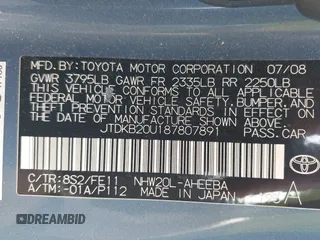 MFD.BY:TOYOTA MOTOR CORPORATION 07/08
GVWR 3795LB GAWR FR 2335LB RR 2250LB
THIS VEHICLE CONFORMS TO ALL APPLICABLE
FEDERAL MOTOR VEHICLE SAFETY, BUMPER, AND
THEFT PREVENTION STANDARDS IN EFFECT ON
THE DATE OF MANUFACTURE SHOWN ABOVE.
JTDKB20U187807891 PASS.CAR
C/TR:8S2/FE11 NHW20L-AHEEBA
A/TM:-01A/P112 MADE IN JAPAN
TOYOTA
A
© RepairableVehicles